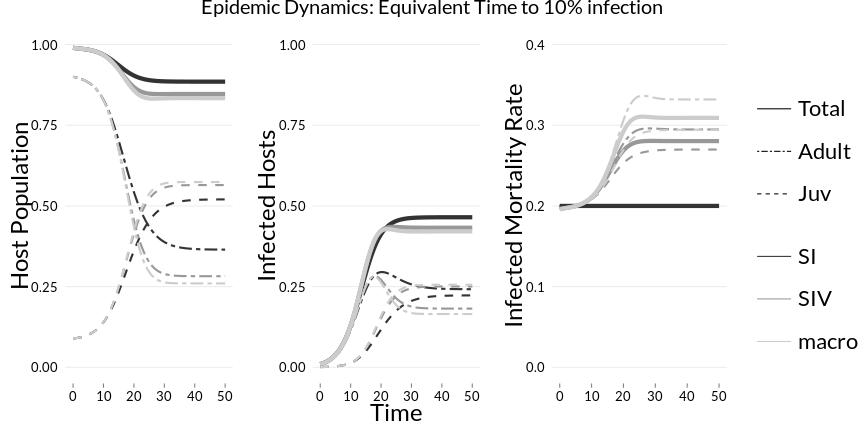 Epidemic Dynamics: Equivalent Time to 10% infection
Host Population
1.00
0.75
0.50
0.25
0.00
0 10 20 30 40 50
Infected Hosts
1.00
0.75
0.50
0.25
0.00
0 10 20 30 40 50
Time
Infected Mortality Rate
0.4
0.3
0.2
0.1
0.0
0 10 20 30 40 50
Total
Adult
Juv
SI
SIV
macro